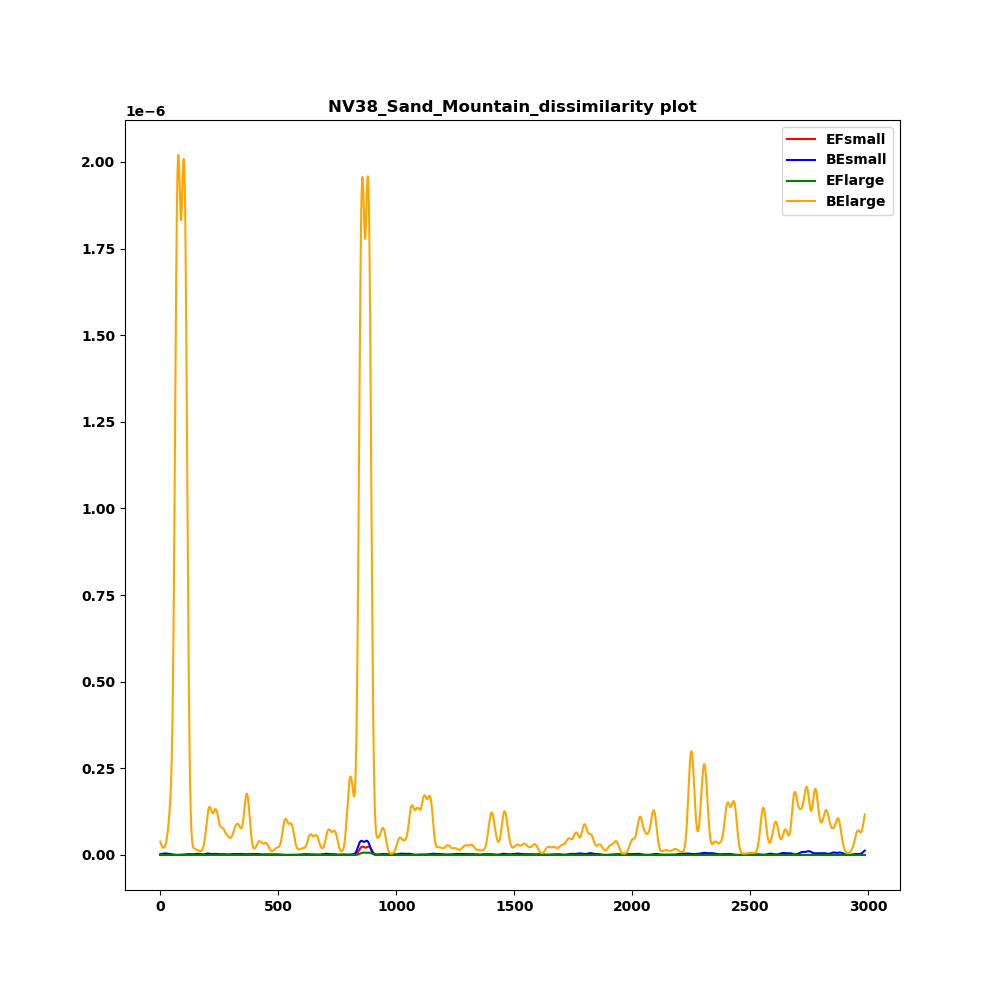 NV38_Sand_Mountain_dissimilarity plot
1e−6
EFsmall
BEsmall
EFlarge
BElarge
2.00
1.75
1.50
1.25
1.00
0.75
0.50
0.25
0.00
0 500 1000 1500 2000 2500 3000